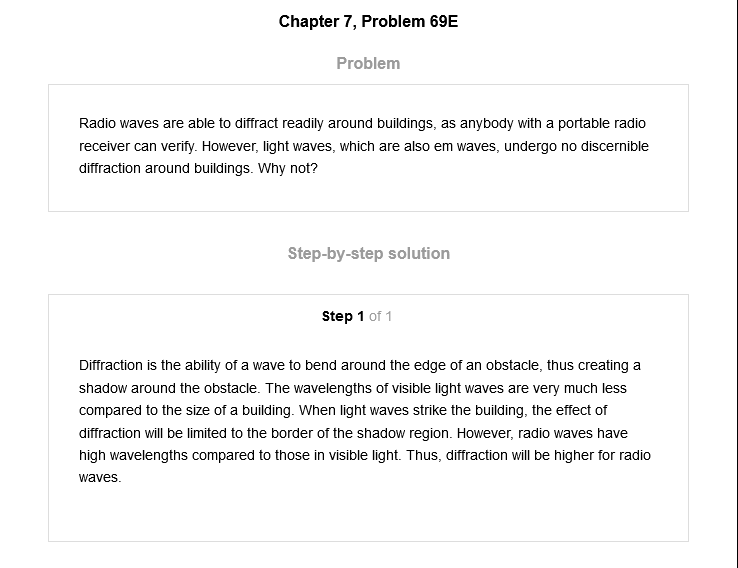 Chapter 7, Problem 69E
Problem
Radio waves are able to diffract readily around buildings, as anybody with a portable radio
receiver can verify. However, light waves, which are also em waves, undergo no discernible
diffraction around buildings. Why not?
Step-by-step solution
Step 1 of 1
Diffraction is the ability of a wave to bend around the edge of an obstacle, thus creating a
shadow around the obstacle. The wavelengths of visible light waves are very much less
compared to the size of a building. When light waves strike the building, the effect of
diffraction will be limited to the border of the shadow region. However, radio waves have
high wavelengths compared to those in visible light. Thus, diffraction will be higher for radio
waves.